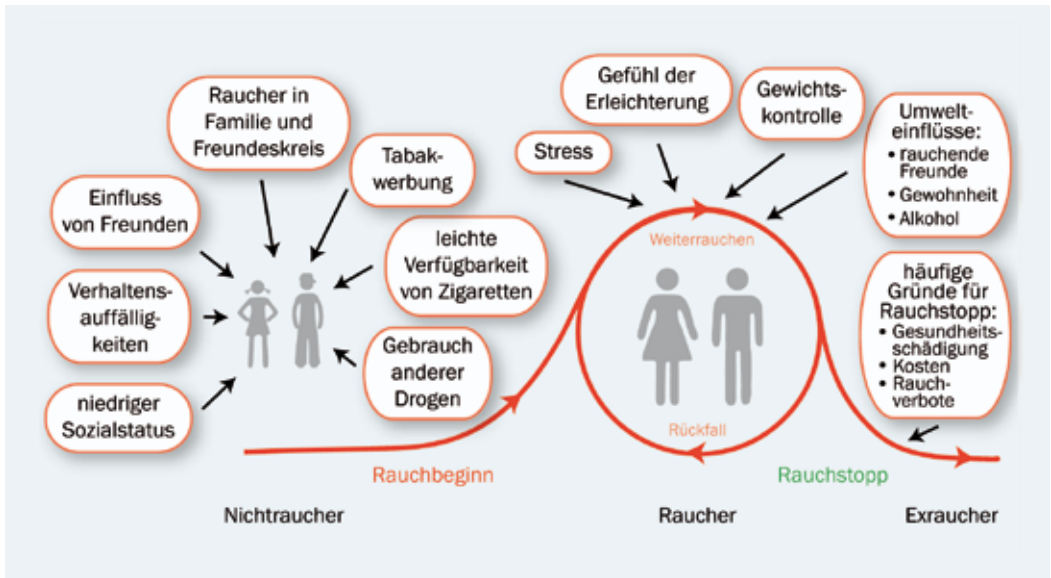 Raucher in
Familie und
Freundeskreis
Tabak-
werbung
Einfluss
von Freunden
leichte
Verfügbarkeit
von Zigaretten
Verhaltens-
auffällig-
keiten
Gebrauch
anderer
Drogen
niedriger
Sozialstatus
Rauchbeginn
Nichtraucher
Stress
Gefühl der
Erleichterung
Gewichts-
kontrolle
Umwelt-
einflüsse:
• rauchende
Freunde
• Gewohnheit
• Alkohol
Weiterrauchen
Rückfall
Raucher
häufige
Gründe für
Rauchstopp:
• Gesundheits-
schädigung
• Kosten
• Rauch-
verbote
Rauchstopp
Exraucher